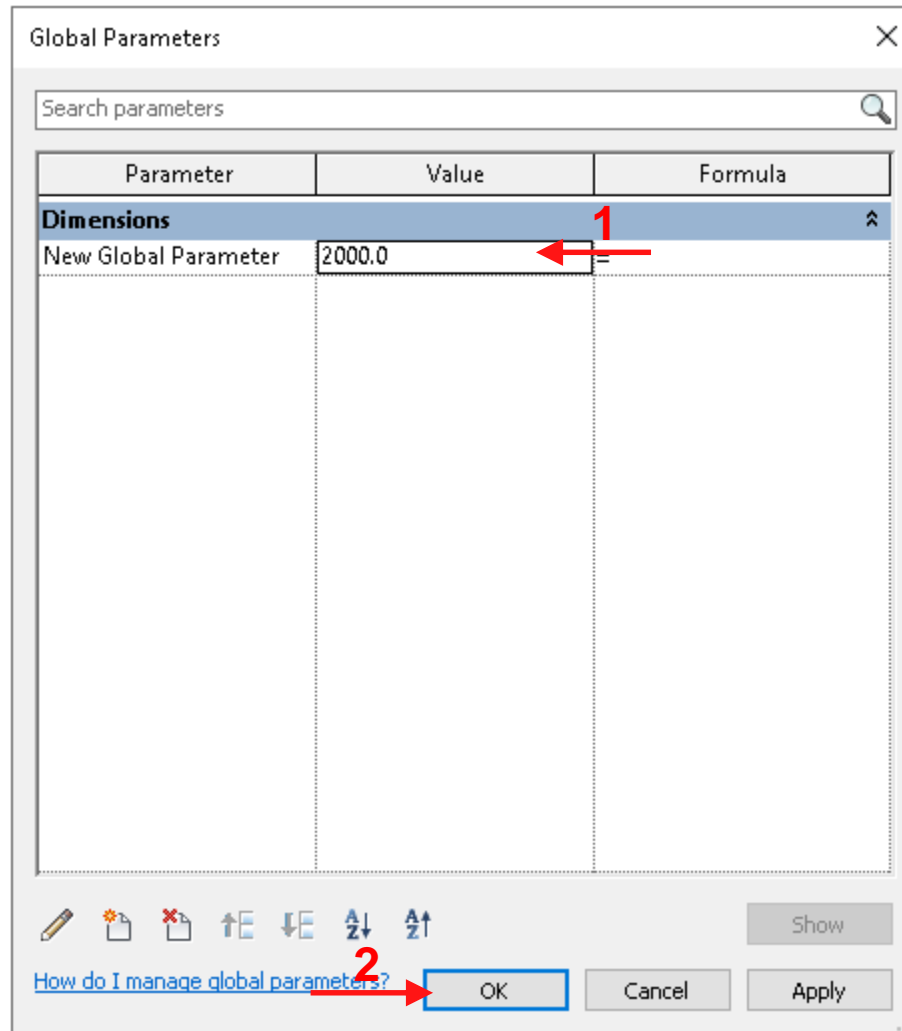 Global Parameters
Search parameters
Parameter Value Formula
Dimensions 1
New Global Parameter 2000.0 =
Show
How do I manage global parameters? 2
OK Cancel Apply